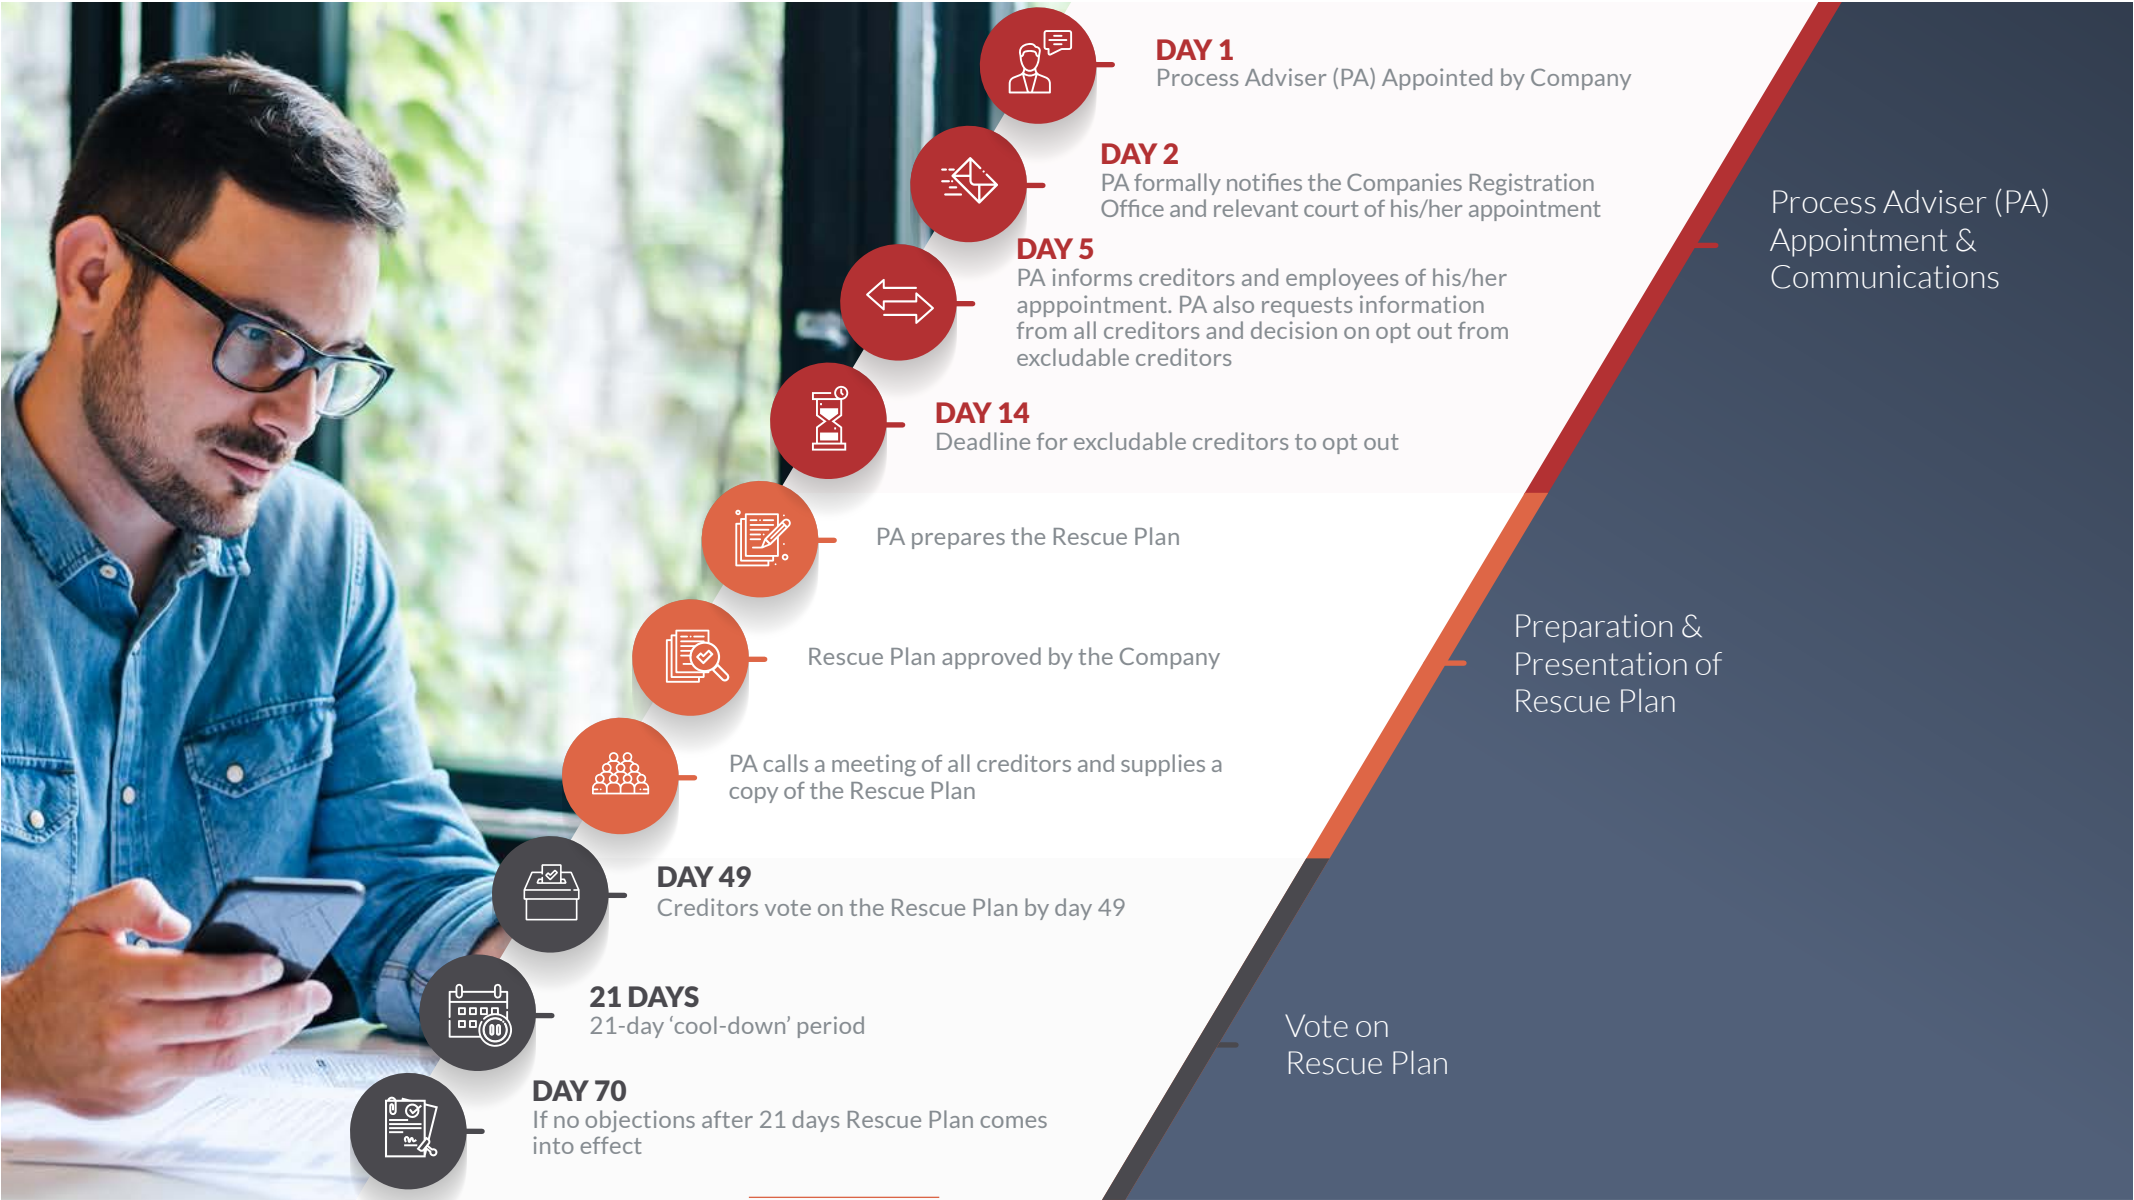 DAY 1
Process Adviser (PA) Appointed by Company
DAY 2
PA formally notifies the Companies Registration
Office and relevant court of his/her appointment
DAY 5
PA informs creditors and employees of his/her
apppointment. PA also requests information
from all creditors and decision on opt out from
excludable creditors
DAY 14
Deadline for excludable creditors to opt out
Process Adviser (PA)
Appointment &
Communications
PA prepares the Rescue Plan
Rescue Plan approved by the Company
PA calls a meeting of all creditors and supplies a
copy of the Rescue Plan
Preparation &
Presentation of
Rescue Plan
DAY 49
Creditors vote on the Rescue Plan by day 49
21 DAYS
21-day ‘cool-down’ period
DAY 70
If no objections after 21 days Rescue Plan comes
into effect
Vote on
Rescue Plan